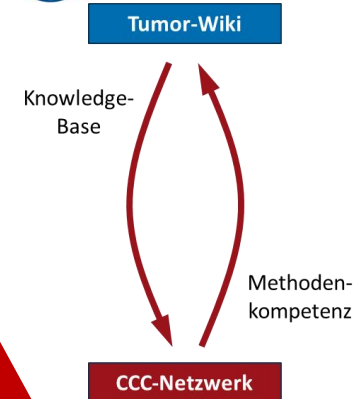 Tumor-Wiki
Knowledge-
Base
Methoden-
kompetenz
CCC-Netzwerk